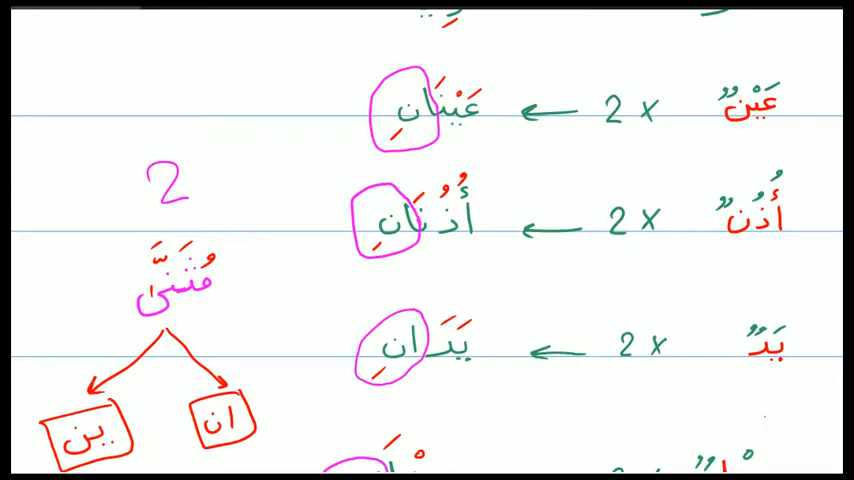 عَيْنٌ x 2 ← عَيْنَانِ
أُذُنٌ x 2 ← أُذُنَانِ
يَدٌ x 2 ← يَدَانِ
2
مُثَنَّى
ان
ين